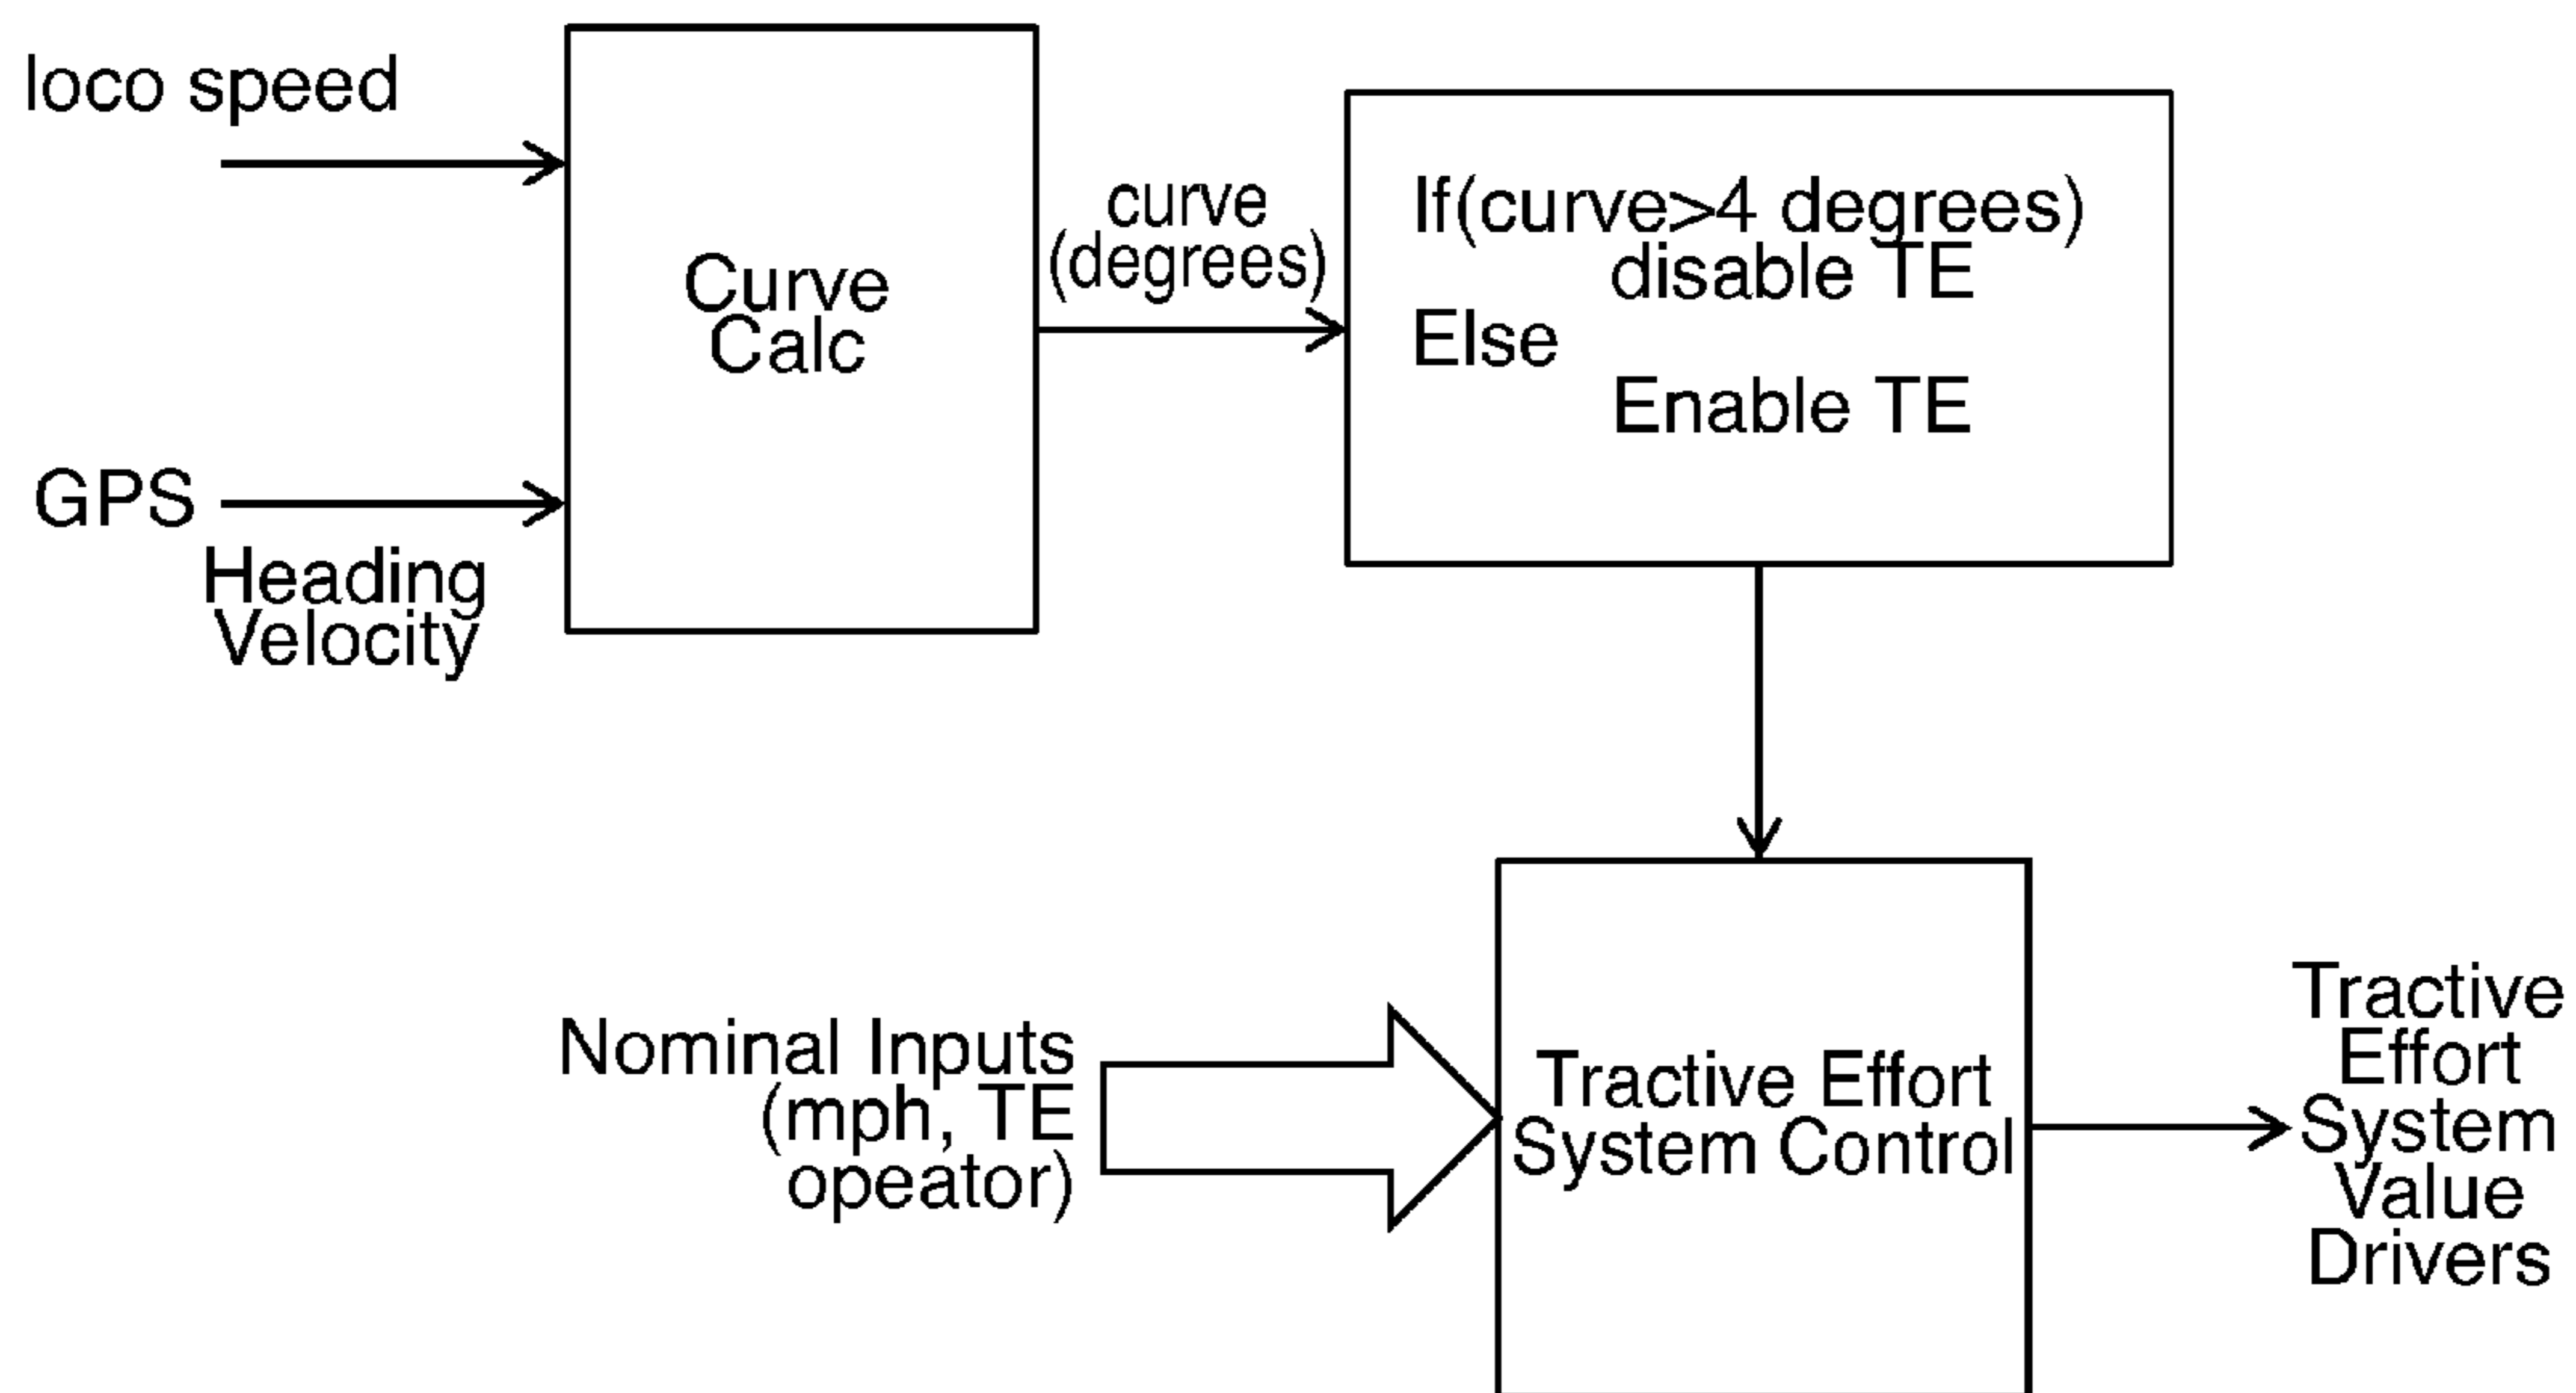 loco speed
GPS
Heading
Velocity
Curve
Calc
curve
(degrees)
If(curve>4 degrees)
disable TE
Else
Enable TE
Nominal Inputs
(mph, TE
opeator)
Tractive Effort
System Control
Tractive
Effort
System
Value
Drivers